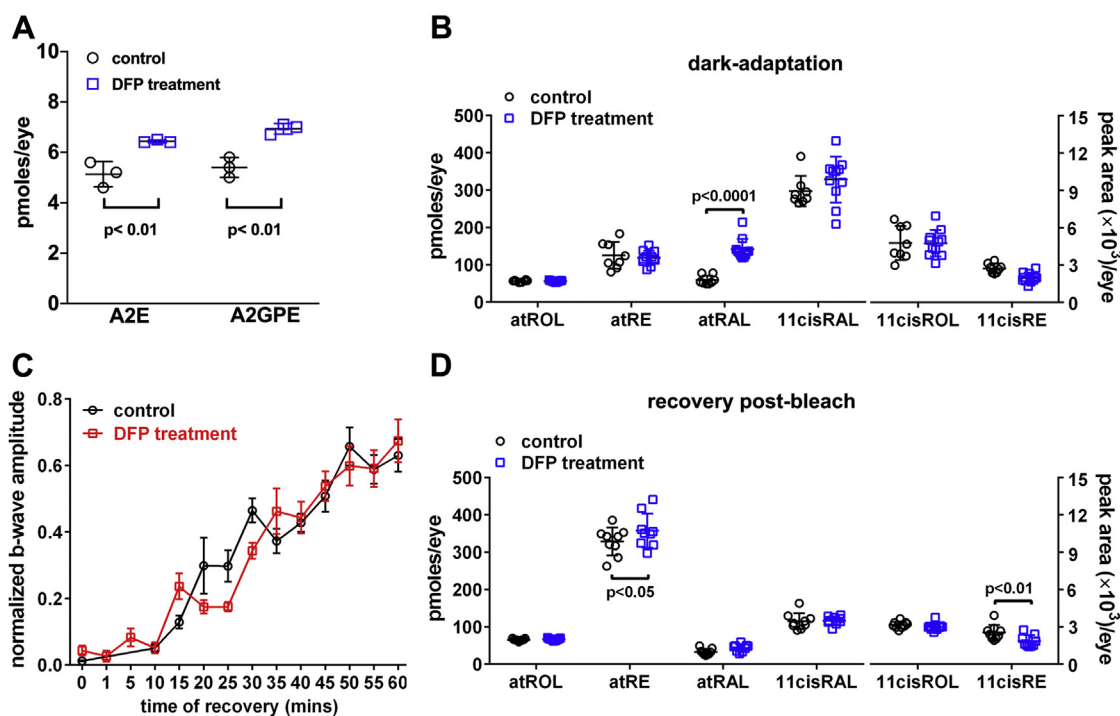 A
control
DFP treatment
pmoles/eye
10
8
6
4
2
0
p< 0.01
p< 0.01
A2E
A2GPE
B
dark-adaptation
control
DFP treatment
pmoles/eye
500
400
300
200
100
0
p<0.0001
15
12
9
6
3
0
peak area (×10³)/eye
atROL
atRE
atRAL
11cisRAL
11cisROL
11cisRE
C
control
DFP treatment
normalized b-wave amplitude
0.8
0.6
0.4
0.2
0.0
0 1 5 10 15 20 25 30 35 40 45 50 55 60
time of recovery (mins)
D
recovery post-bleach
control
DFP treatment
pmoles/eye
500
400
300
200
100
0
p<0.05
p<0.01
15
12
9
6
3
0
peak area (×10³)/eye
atROL
atRE
atRAL
11cisRAL
11cisROL
11cisRE